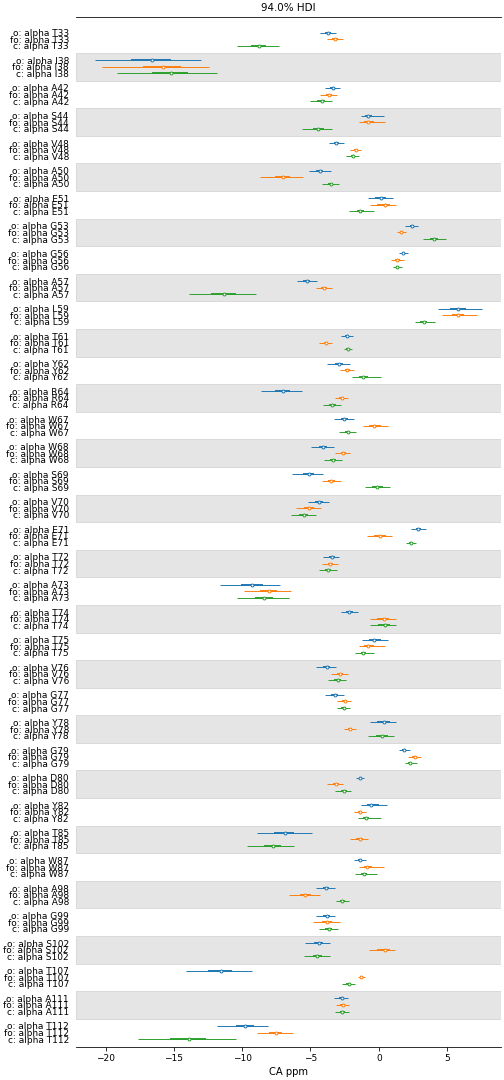 94.0% HDI
o: alpha T33
fo: alpha T33
c: alpha T33
o: alpha I38
fo: alpha I38
c: alpha I38
o: alpha A42
fo: alpha A42
c: alpha A42
o: alpha S44
fo: alpha S44
c: alpha S44
o: alpha V48
fo: alpha V48
c: alpha V48
o: alpha A50
fo: alpha A50
c: alpha A50
o: alpha E51
fo: alpha E51
c: alpha E51
o: alpha G53
fo: alpha G53
c: alpha G53
o: alpha G56
fo: alpha G56
c: alpha G56
o: alpha A57
fo: alpha A57
c: alpha A57
o: alpha L59
fo: alpha L59
c: alpha L59
o: alpha T61
fo: alpha T61
c: alpha T61
o: alpha Y62
fo: alpha Y62
c: alpha Y62
o: alpha R64
fo: alpha R64
c: alpha R64
o: alpha W67
fo: alpha W67
c: alpha W67
o: alpha W68
fo: alpha W68
c: alpha W68
o: alpha S69
fo: alpha S69
c: alpha S69
o: alpha V70
fo: alpha V70
c: alpha V70
o: alpha E71
fo: alpha E71
c: alpha E71
o: alpha T72
fo: alpha T72
c: alpha T72
o: alpha A73
fo: alpha A73
c: alpha A73
o: alpha T74
fo: alpha T74
c: alpha T74
o: alpha T75
fo: alpha T75
c: alpha T75
o: alpha V76
fo: alpha V76
c: alpha V76
o: alpha G77
fo: alpha G77
c: alpha G77
o: alpha Y78
fo: alpha Y78
c: alpha Y78
o: alpha G79
fo: alpha G79
c: alpha G79
o: alpha D80
fo: alpha D80
c: alpha D80
o: alpha Y82
fo: alpha Y82
c: alpha Y82
o: alpha T85
fo: alpha T85
c: alpha T85
o: alpha W87
fo: alpha W87
c: alpha W87
o: alpha A98
fo: alpha A98
c: alpha A98
o: alpha G99
fo: alpha G99
c: alpha G99
o: alpha S102
fo: alpha S102
c: alpha S102
o: alpha T107
fo: alpha T107
c: alpha T107
o: alpha A111
fo: alpha A111
c: alpha A111
o: alpha T112
fo: alpha T112
c: alpha T112
−20 −15 −10 −5 0 5
CA ppm